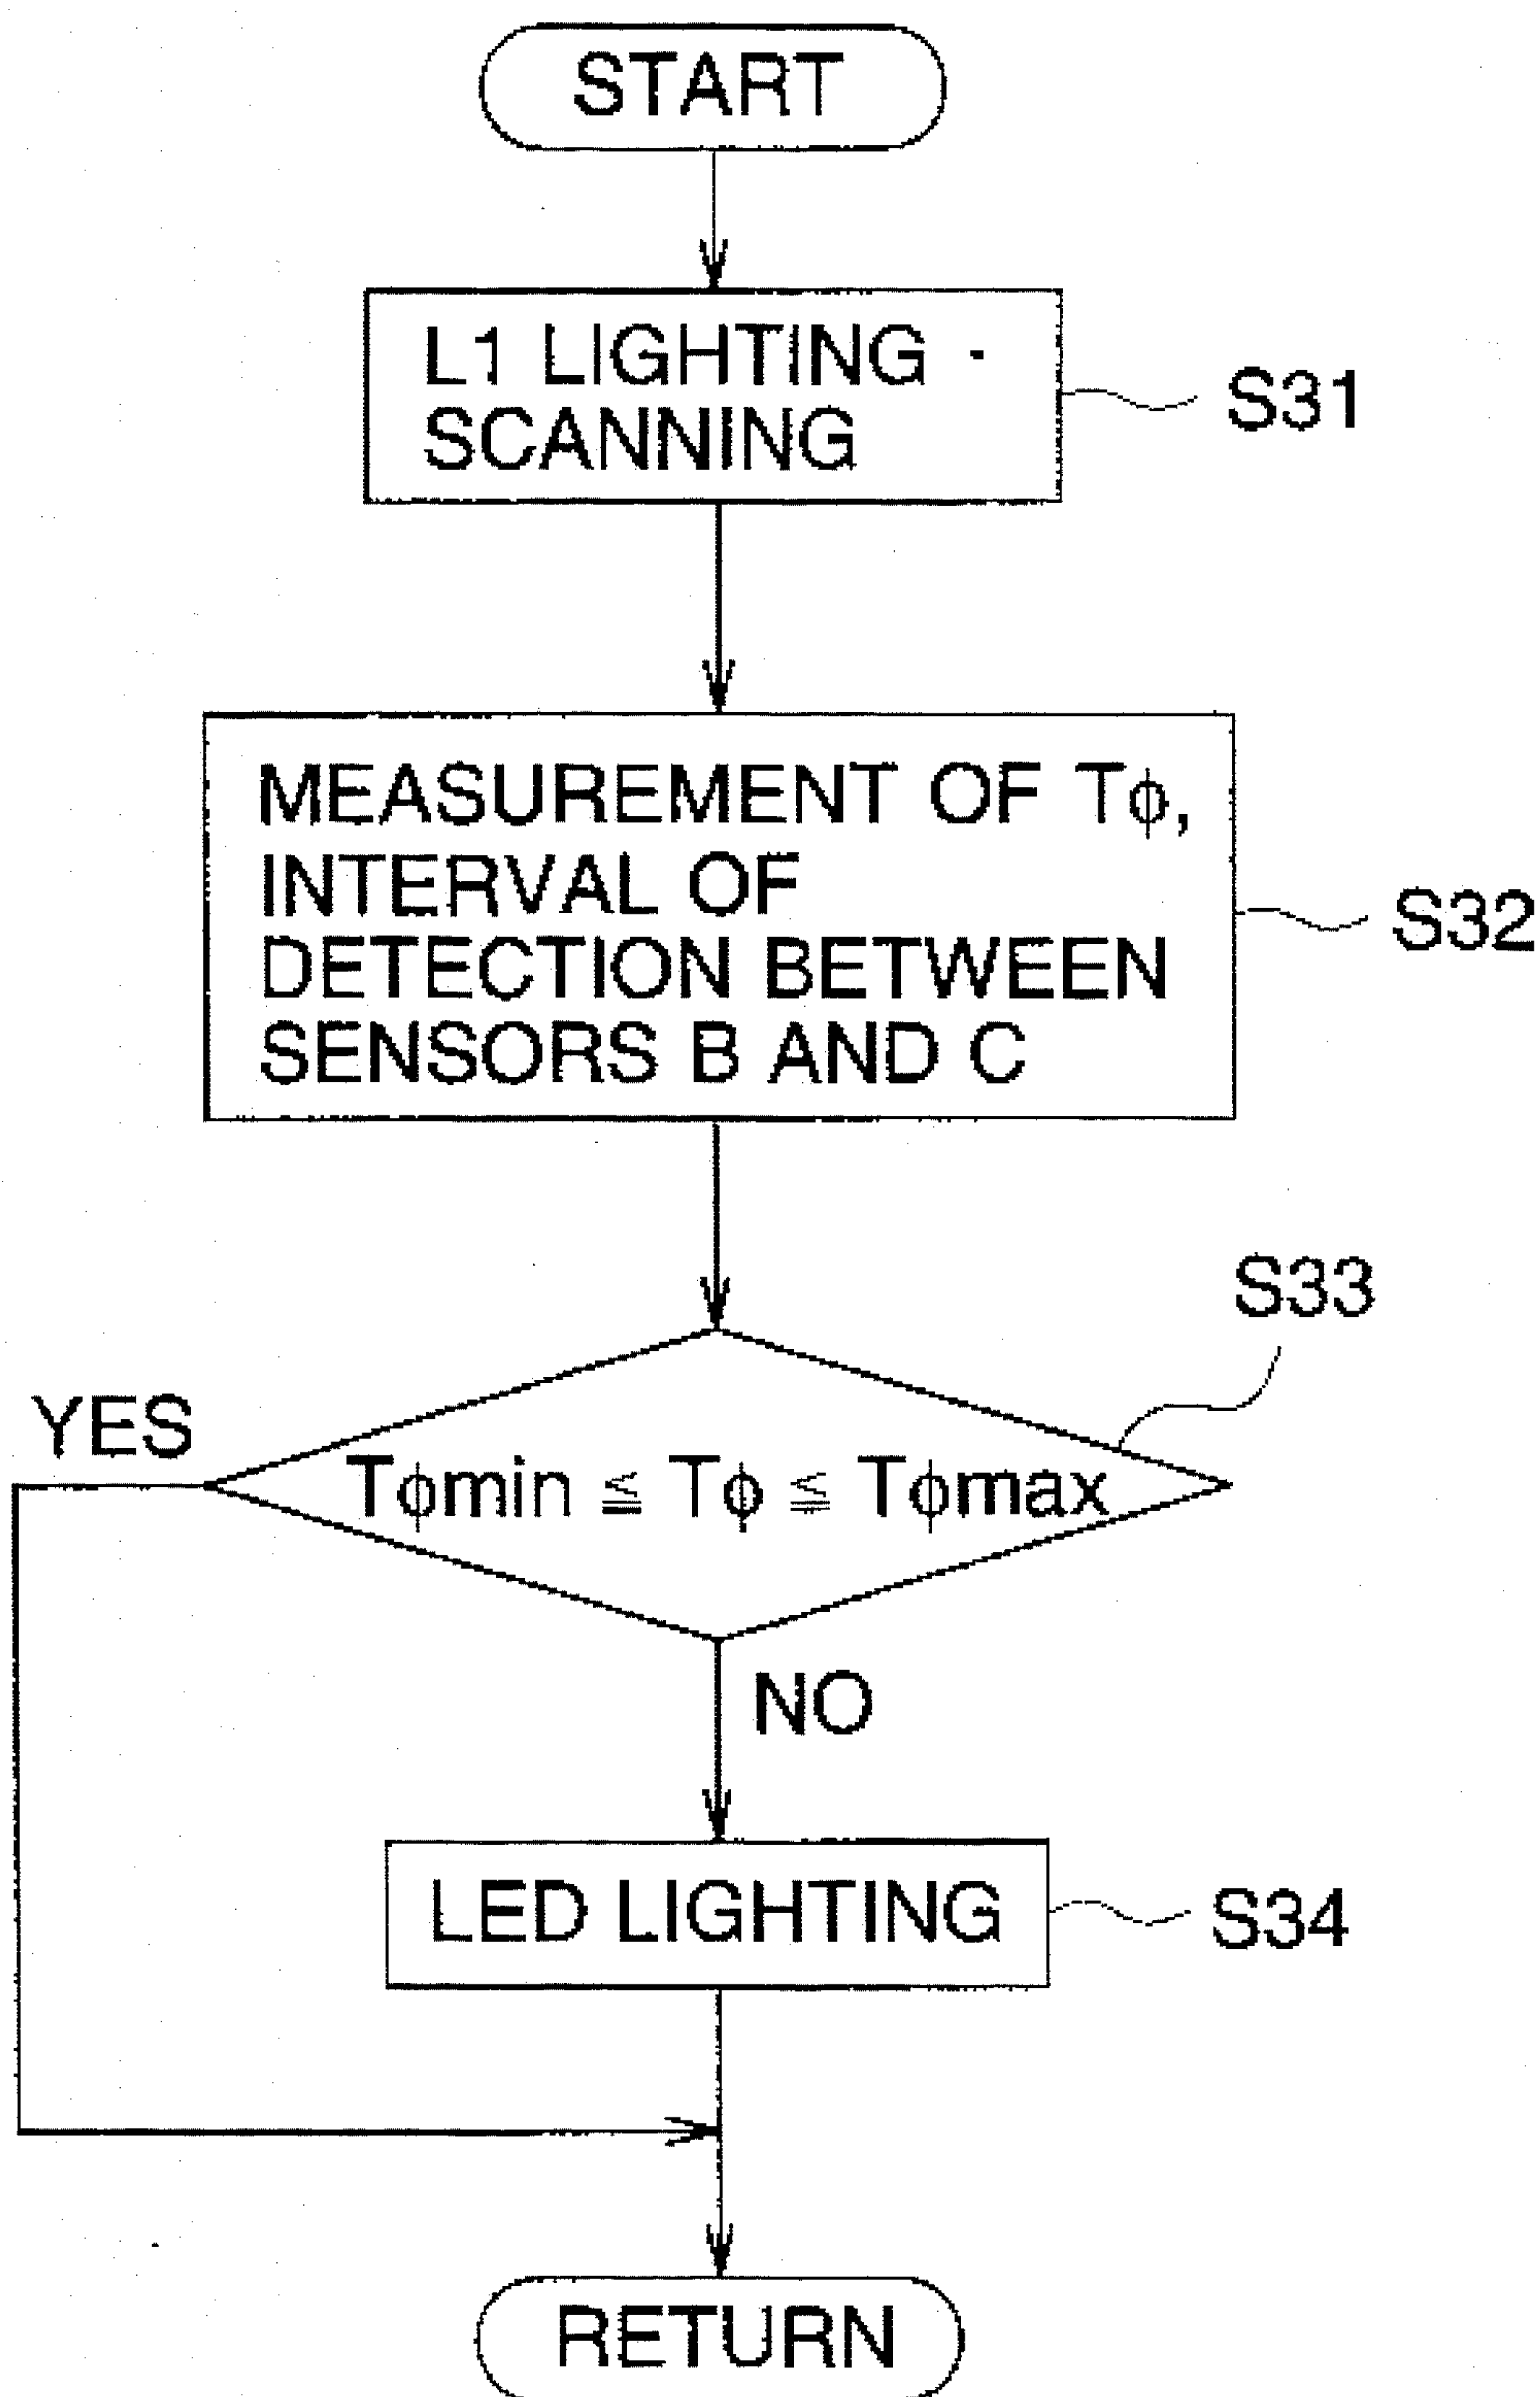 START
L1 LIGHTING ·
SCANNING
S31
MEASUREMENT OF Tϕ,
INTERVAL OF
DETECTION BETWEEN
SENSORS B AND C
S32
S33
YES
Tϕmin ≦ Tϕ ≦ Tϕmax
NO
LED LIGHTING
S34
RETURN